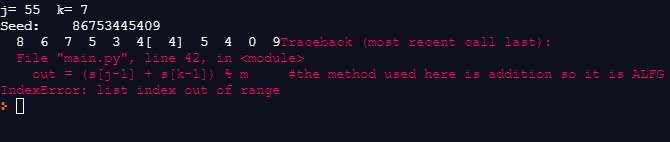 j= 55  k= 7
Seed:    86753445409
  8  6  7  5  3  4[  4]  5  4  0  9Traceback (most recent call last):
  File "main.py", line 42, in <module>
    out = (s[j-1] + s[k-1]) % m     #the method used here is addition so it is ALFG
IndexError: list index out of range